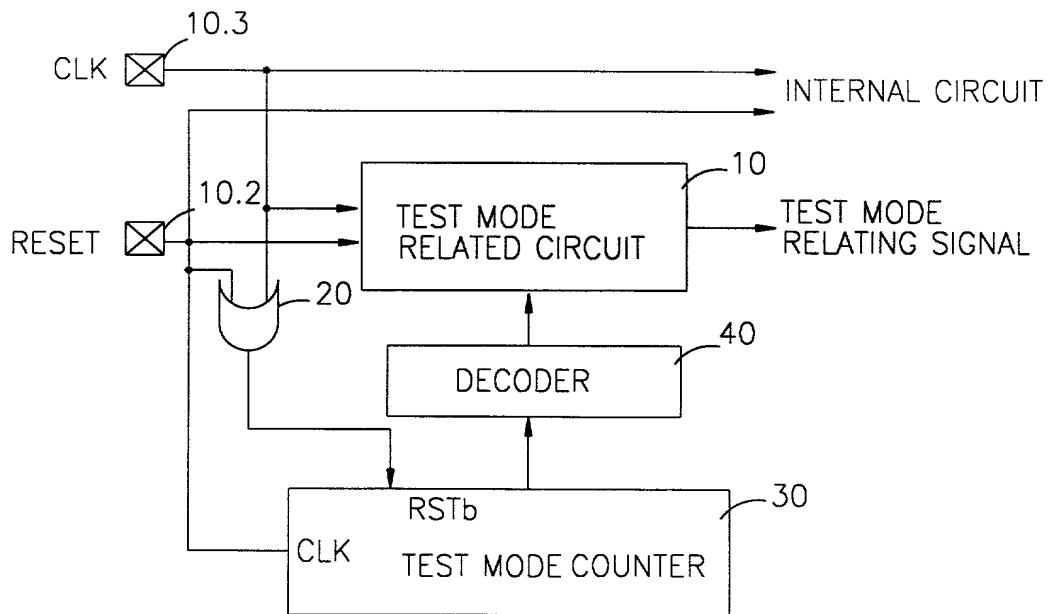 10.3
CLK
INTERNAL CIRCUIT
10
10.2
TEST MODE
RELATED CIRCUIT
TEST MODE
RELATING SIGNAL
RESET
20
40
DECODER
30
RSTb
CLK
TEST MODE COUNTER